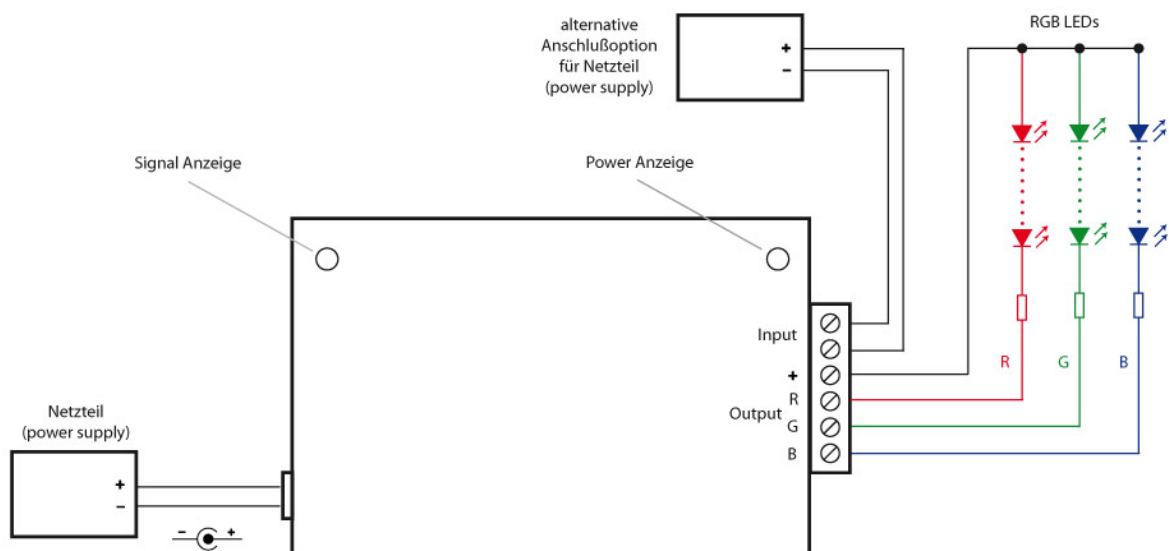 alternative
Anschlußoption
für Netzteil
(power supply)
+
−
RGB LEDs
Signal Anzeige
Power Anzeige
Input
+
R
Output
G
B
R
G
B
Netzteil
(power supply)
+
−
− +